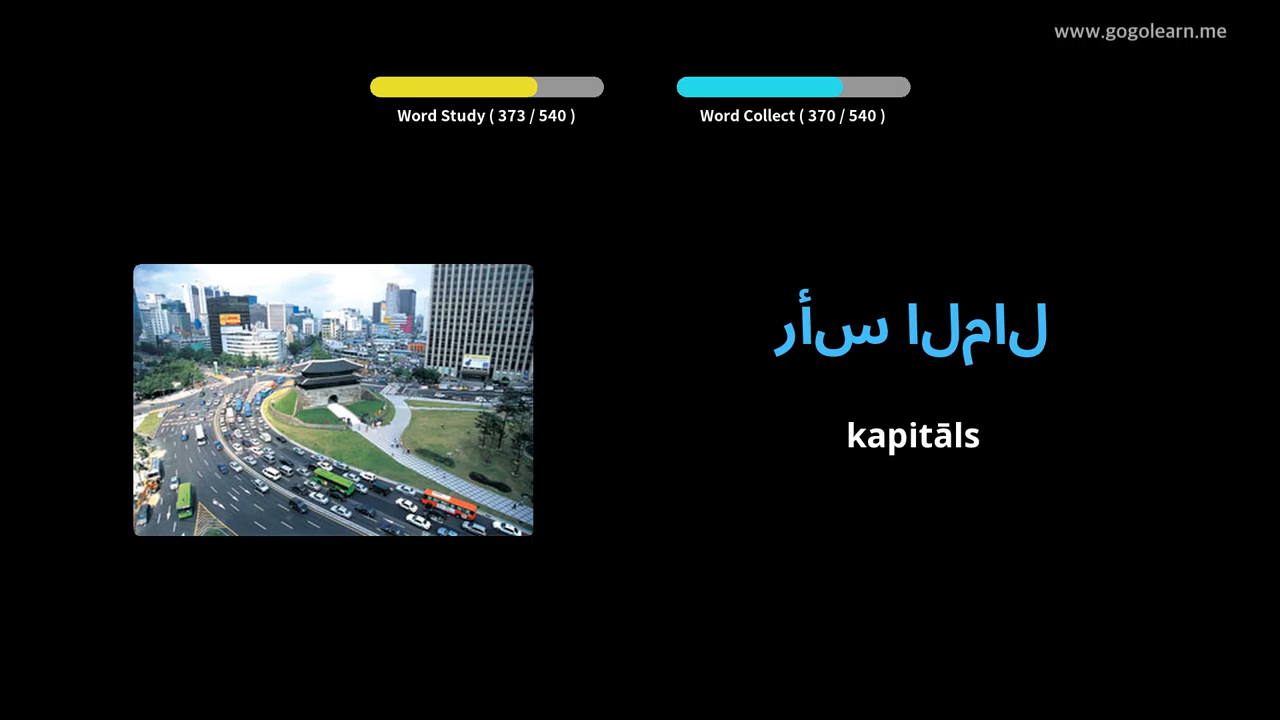 www.gogolearn.me
Word Study ( 373 / 540 )
Word Collect ( 370 / 540 )
رأس المال
kapitāls